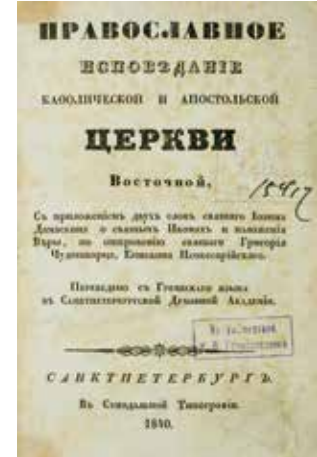 ПРАВОСЛАВНОЕ
ИСПОВѢДАНІЕ
КАѲОЛИЧЕСКОЙ И АПОСТОЛЬСКОЙ
ЦЕРКВИ
Восточной,
Съ приложеніемъ двухъ словъ святаго Іоанна
Дамаскина о святыхъ Иконахъ и изложенія
Вѣры, по откровенію святаго Григорія
Чудотворца, Епископа Неокесарійскаго.
Переведено съ Греческаго языка
въ Санктпетербургской Духовной Академіи.
САНКТПЕТЕРБУРГЪ.
Въ Синодальной Типографіи.
1840.